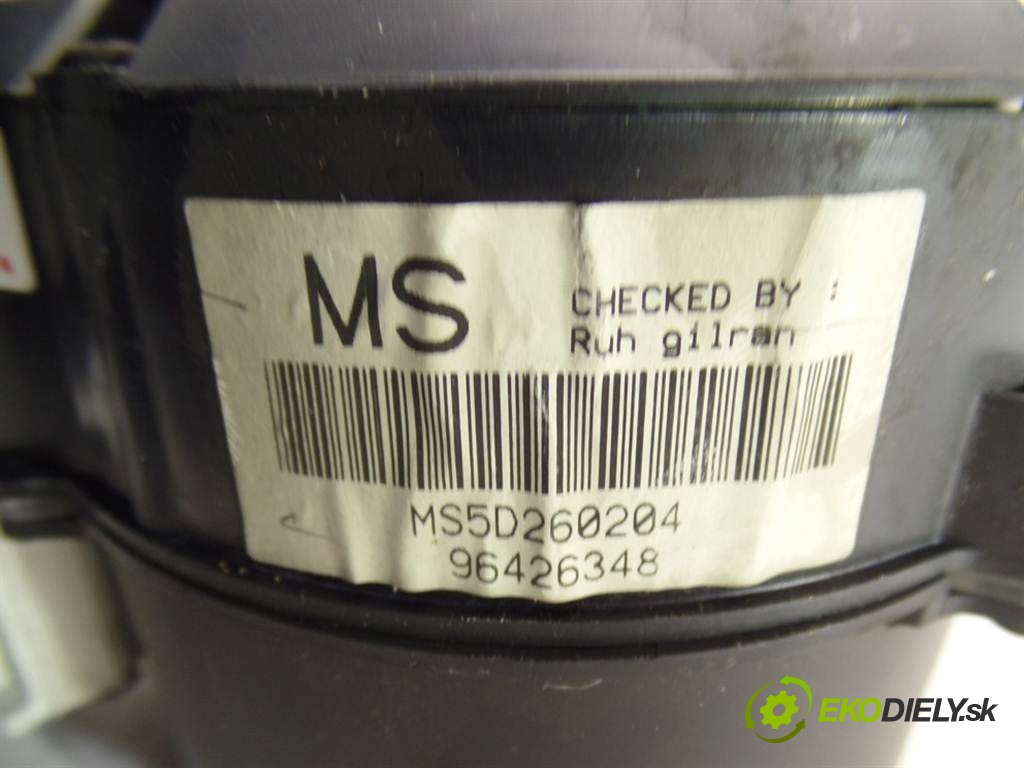 MS
CHECKED BY :
Ruh gilran
MS5D260204
96426348
EKODIELY.sk